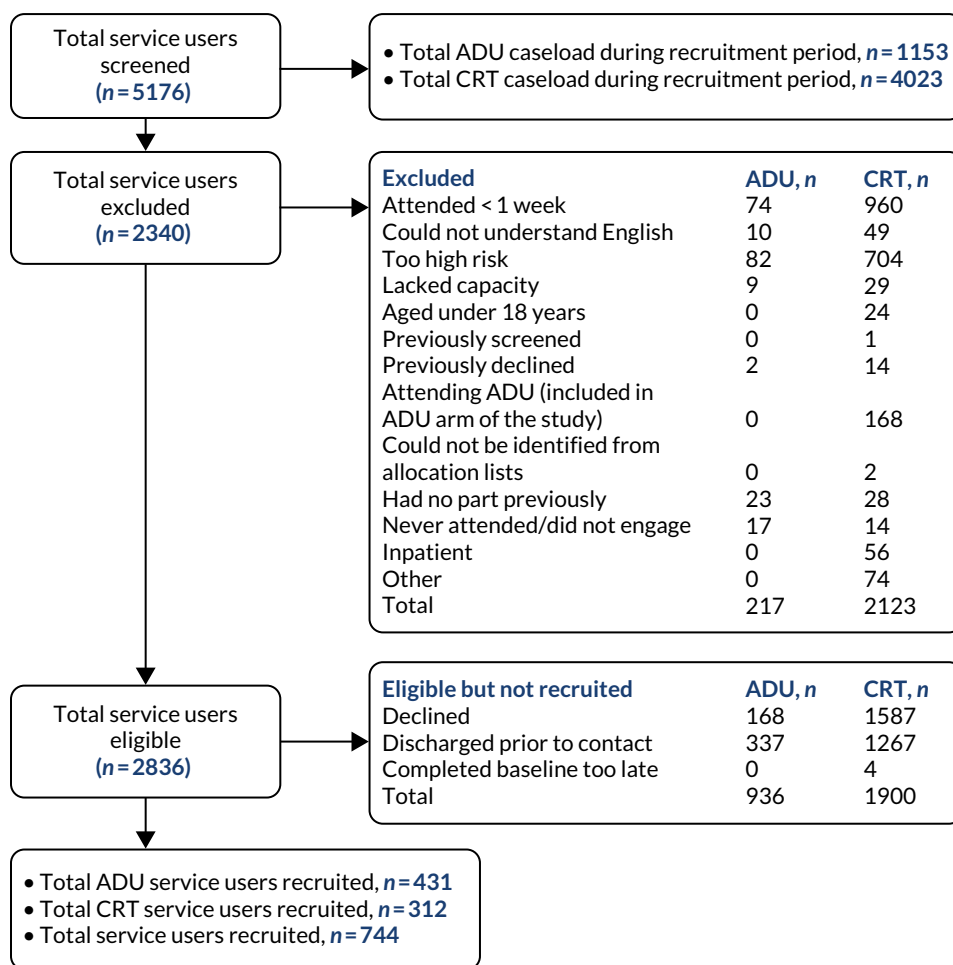 Total service users
screened
(n=5176)
• Total ADU caseload during recruitment period, n=1153
• Total CRT caseload during recruitment period, n=4023
Total service users
excluded
(n=2340)
Excluded ADU, n CRT, n
Attended < 1 week 74 960
Could not understand English 10 49
Too high risk 82 704
Lacked capacity 9 29
Aged under 18 years 0 24
Previously screened 0 1
Previously declined 2 14
Attending ADU (included in
ADU arm of the study) 0 168
Could not be identified from
allocation lists 0 2
Had no part previously 23 28
Never attended/did not engage 17 14
Inpatient 0 56
Other 0 74
Total 217 2123
Total service users
eligible
(n=2836)
Eligible but not recruited ADU, n CRT, n
Declined 168 1587
Discharged prior to contact 337 1267
Completed baseline too late 0 4
Total 936 1900
• Total ADU service users recruited, n=431
• Total CRT service users recruited, n=312
• Total service users recruited, n=744